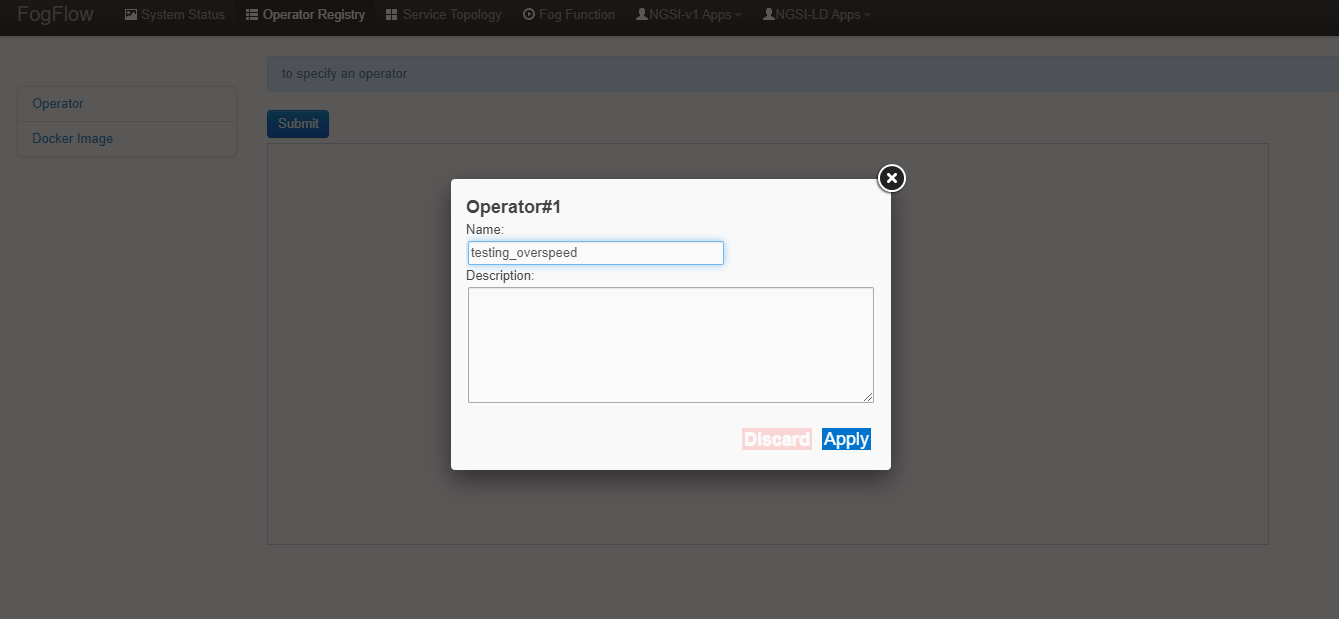 FogFlow System Status Operator Registry Service Topology Fog Function NGSI-v1 Apps NGSI-LD Apps
to specify an operator
Operator
Docker Image
Submit
Operator#1
Name:
testing_overspeed
Description:
Discard Apply